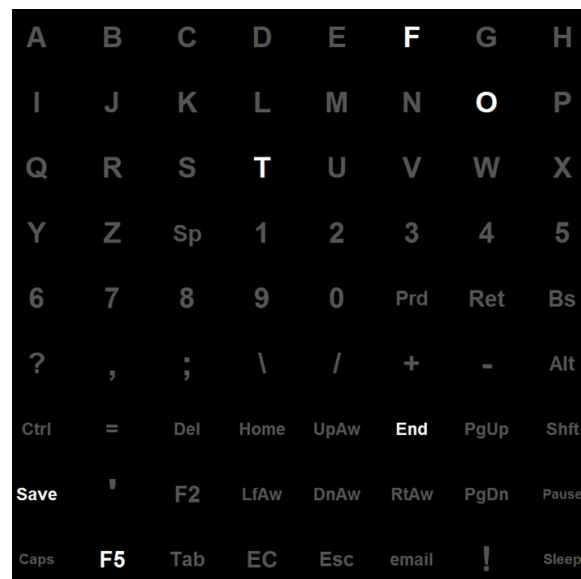 A B C D E F G H
I J K L M N O P
Q R S T U V W X
Y Z Sp 1 2 3 4 5
6 7 8 9 0 Prd Ret Bs
? , ; \ / + - Alt
Ctrl = Del Home UpAw End PgUp Shft
Save ' F2 LfAw DnAw RtAw PgDn Pause
Caps F5 Tab EC Esc email ! Sleep